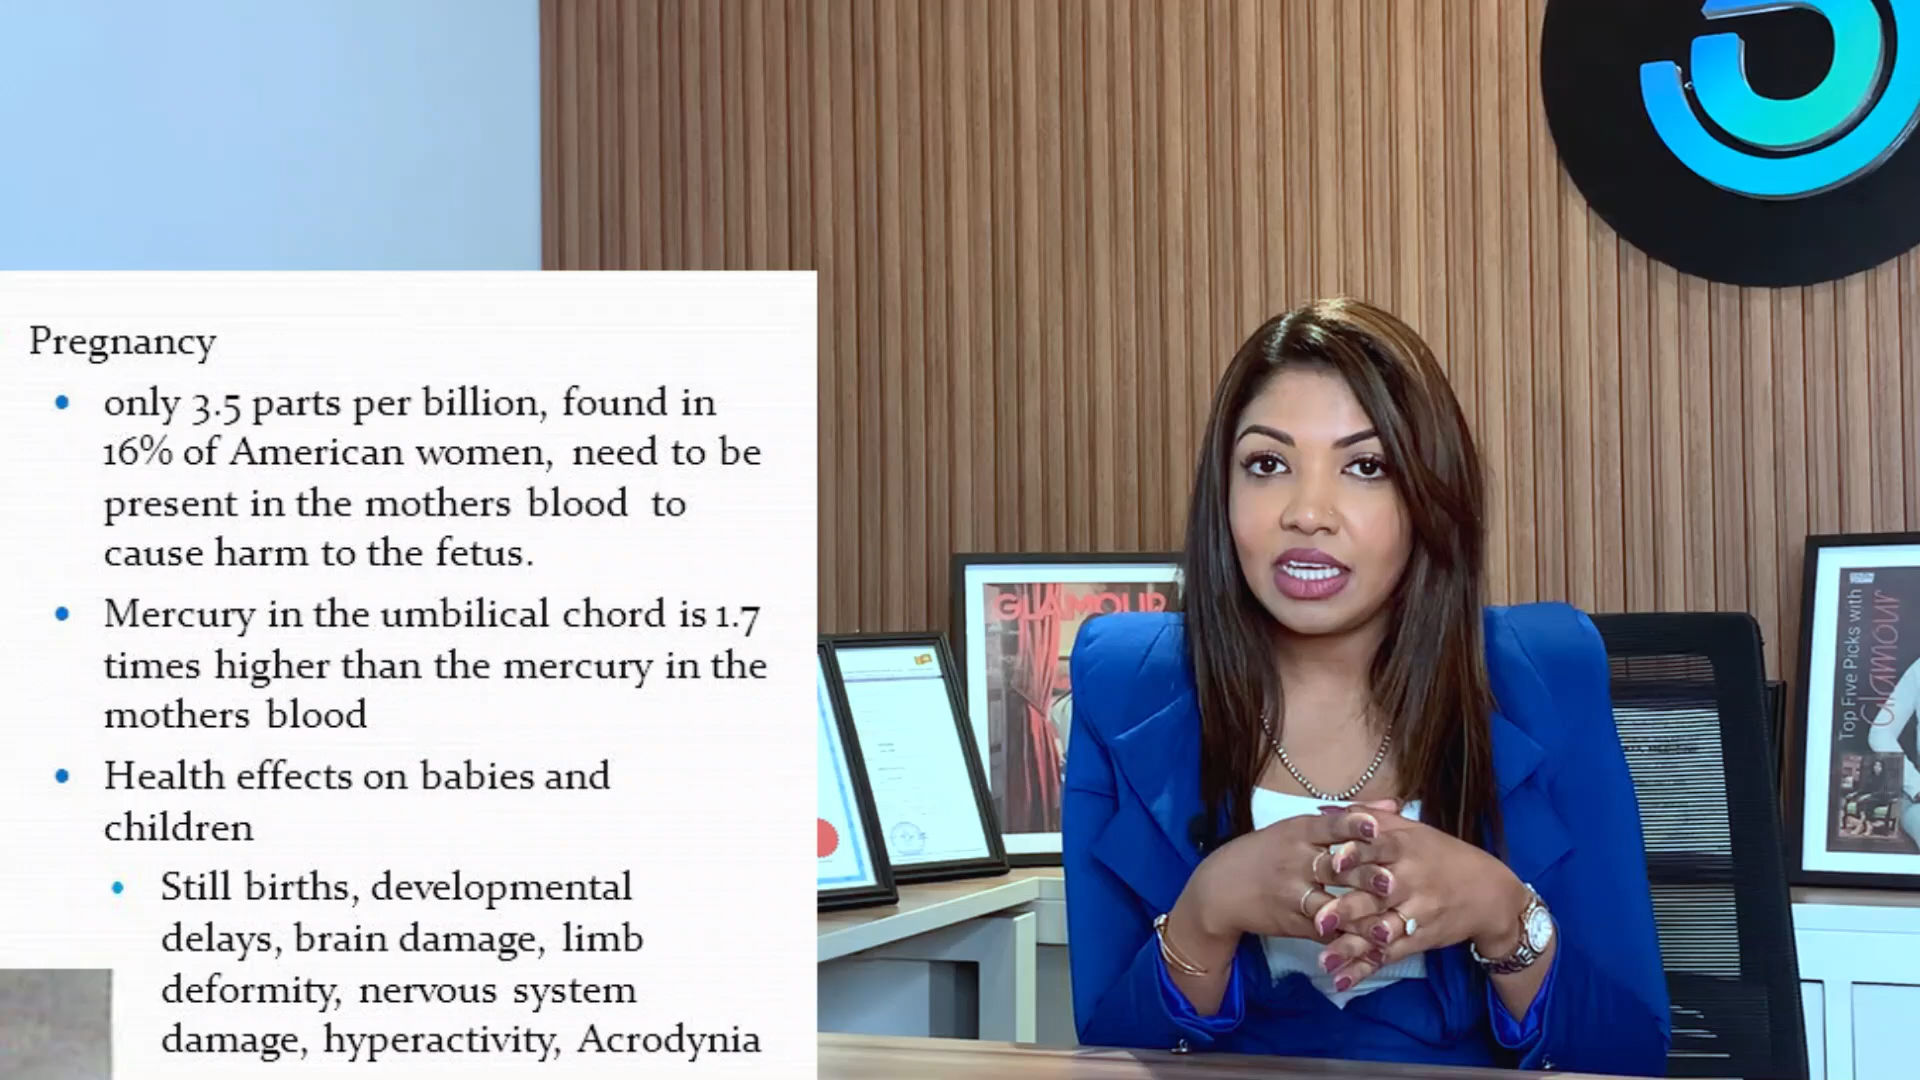 Pregnancy
only 3.5 parts per billion, found in
16% of American women, need to be
present in the mothers blood to
cause harm to the fetus.
Mercury in the umbilical chord is 1.7
times higher than the mercury in the
mothers blood
Health effects on babies and
children
Still births, developmental
delays, brain damage, limb
deformity, nervous system
damage, hyperactivity, Acrodynia
GLAMOUR
Top Five Picks with
Glamour